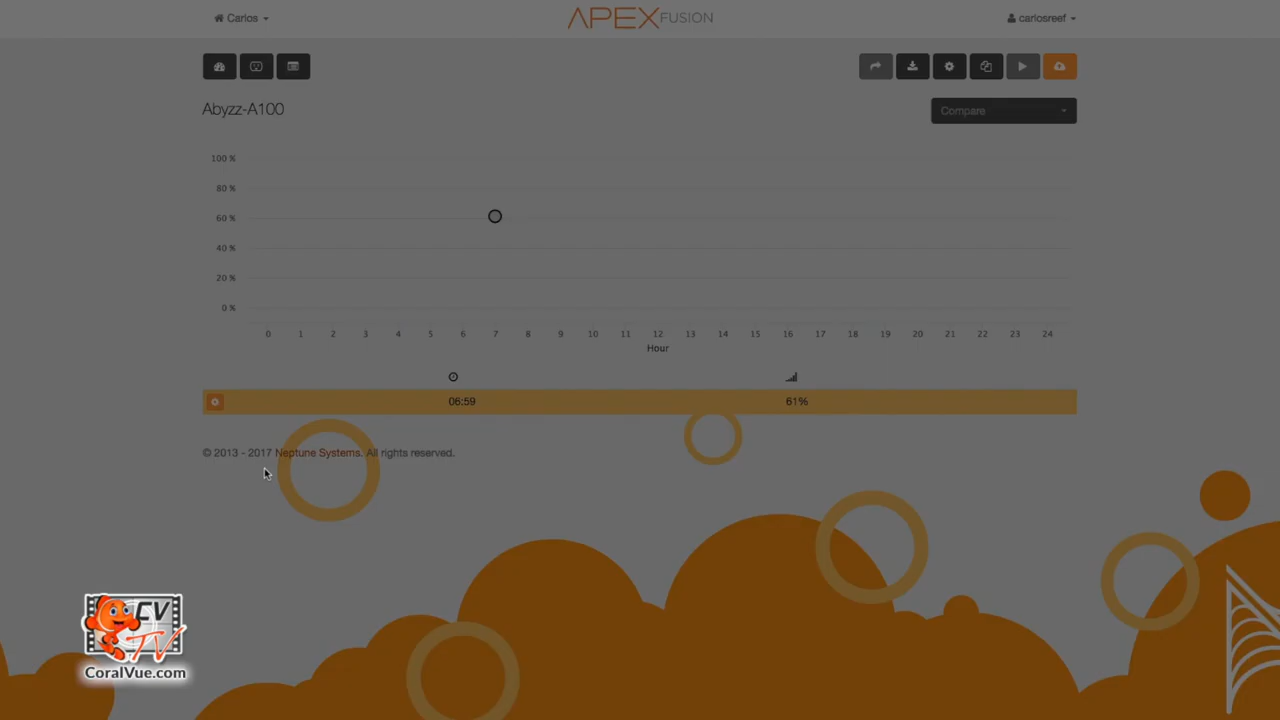 Carlos
APEX FUSION
carlosreef
Abyzz-A100
Compare
100 %
80 %
60 %
40 %
20 %
0 %
0 1 2 3 4 5 6 7 8 9 10 11 12 13 14 15 16 17 18 19 20 21 22 23 24
Hour
06:59 61%
© 2013 - 2017 Neptune Systems. All rights reserved.
CV
TV
CoralVue.com